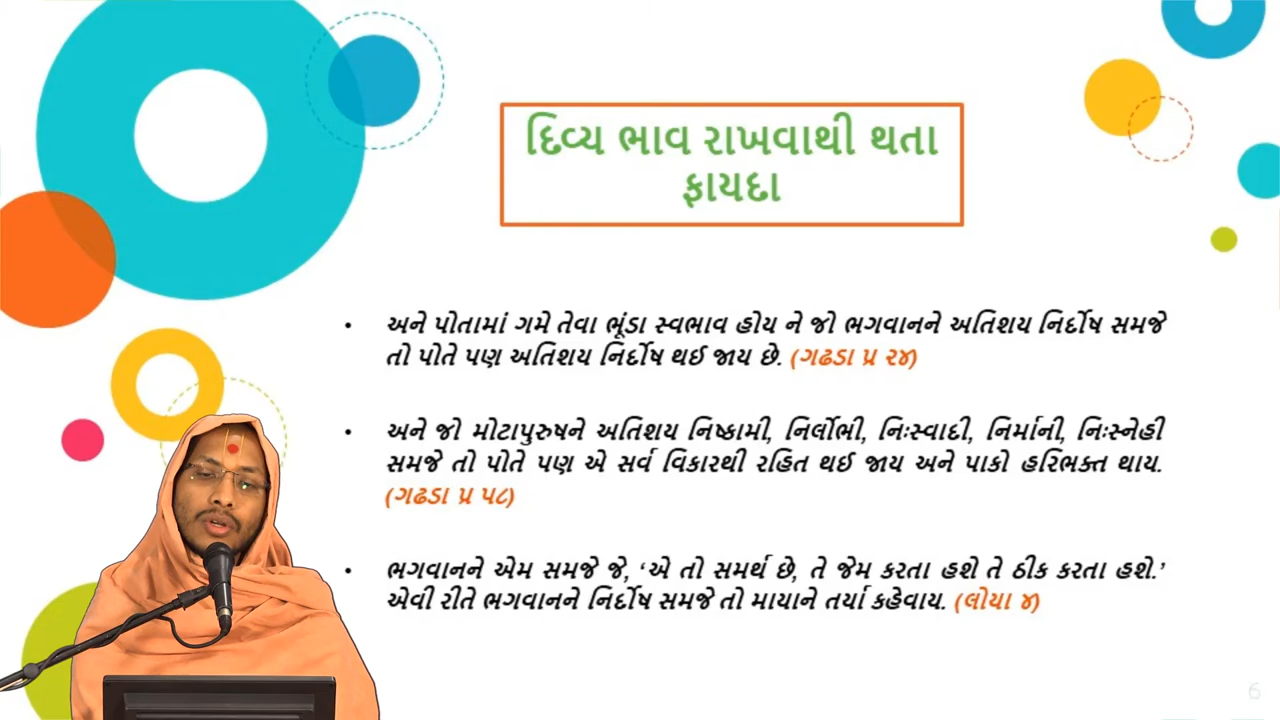 દિવ્ય ભાવ રાખવાથી થતા
ફાયદા
• અને પોતામાં ગમે તેવા ભૂંડા સ્વભાવ હોય ને જો ભગવાનને અતિશય નિર્દોષ સમજે
તો પોતે પણ અતિશય નિર્દોષ થઈ જાય છે. (ગઢડા પ્ર ૨૪)
• અને જો મોટાપુરુષને અતિશય નિષ્કામી, નિર્લોભી, નિઃસ્વાદી, નિર્માની, નિઃસ્નેહી
સમજે તો પોતે પણ એ સર્વ વિકારથી રહિત થઈ જાય અને પાકો હરિભક્ત થાય.
(ગઢડા પ્ર ૫૮)
• ભગવાનને એમ સમજે જે, ‘એ તો સમર્થ છે, તે જેમ કરતા હશે તે ઠીક કરતા હશે.’
એવી રીતે ભગવાનને નિર્દોષ સમજે તો માયાને તર્યા કહેવાય. (લોયા ૪)
6